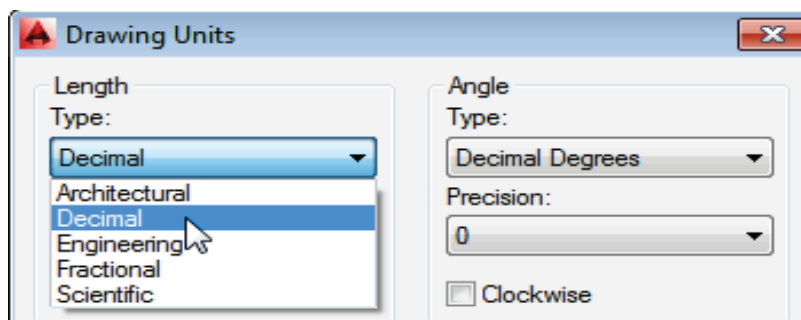 Drawing Units
Length
Type:
Decimal
Architectural
Decimal
Engineering
Fractional
Scientific
Angle
Type:
Decimal Degrees
Precision:
0
Clockwise